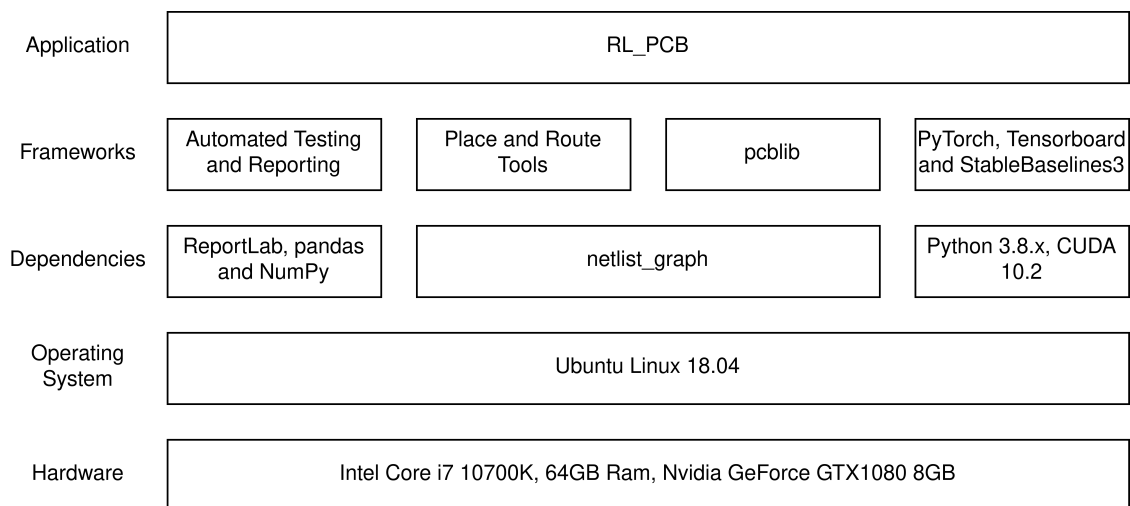 Application
RL_PCB
Frameworks
Automated Testing
and Reporting
Place and Route
Tools
pcblib
PyTorch, Tensorboard
and StableBaselines3
Dependencies
ReportLab, pandas
and NumPy
netlist_graph
Python 3.8.x, CUDA
10.2
Operating
System
Ubuntu Linux 18.04
Hardware
Intel Core i7 10700K, 64GB Ram, Nvidia GeForce GTX1080 8GB